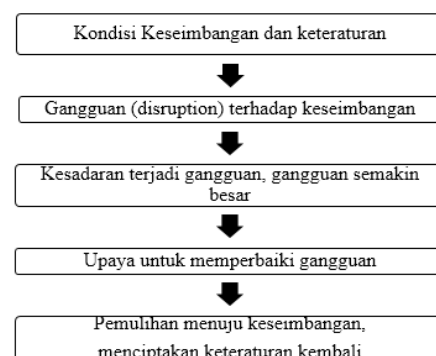 Kondisi Keseimbangan dan keteraturan
Gangguan (disruption) terhadap keseimbangan
Kesadaran terjadi gangguan, gangguan semakin
besar
Upaya untuk memperbaiki gangguan
Pemulihan menuju keseimbangan,
menciptakan keteraturan kembali